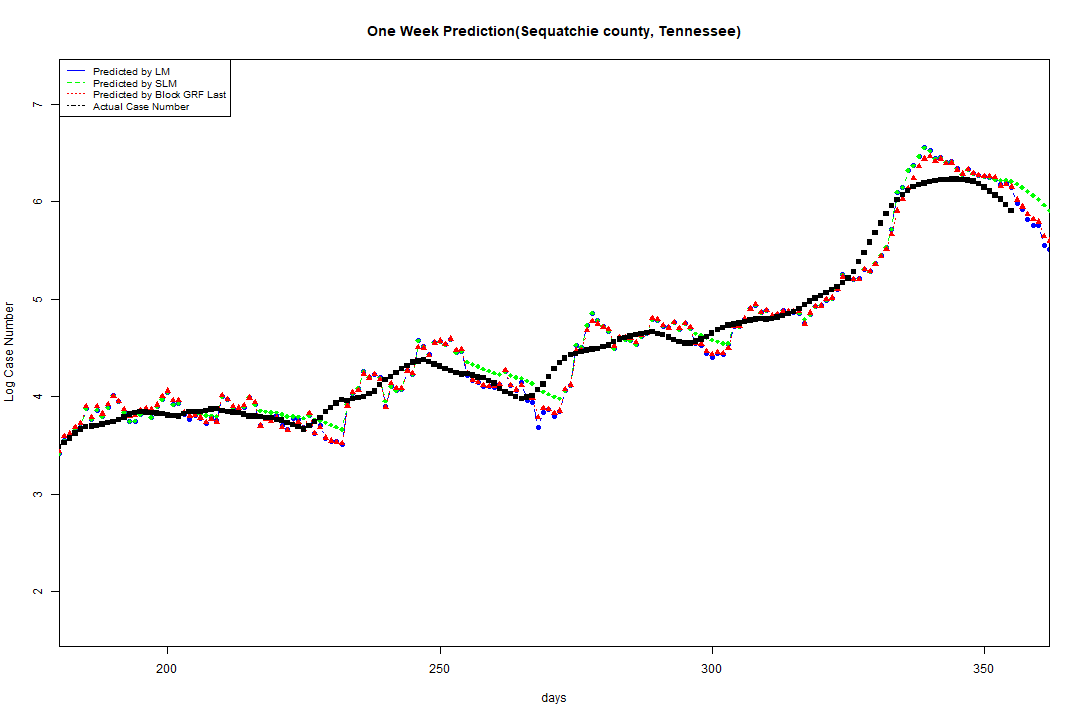 One Week Prediction(Sequatchie county, Tennessee)
Predicted by LM
Predicted by SLM
Predicted by Block GRF Last
Actual Case Number
7
6
5
4
3
2
Log Case Number
200 250 300 350
days